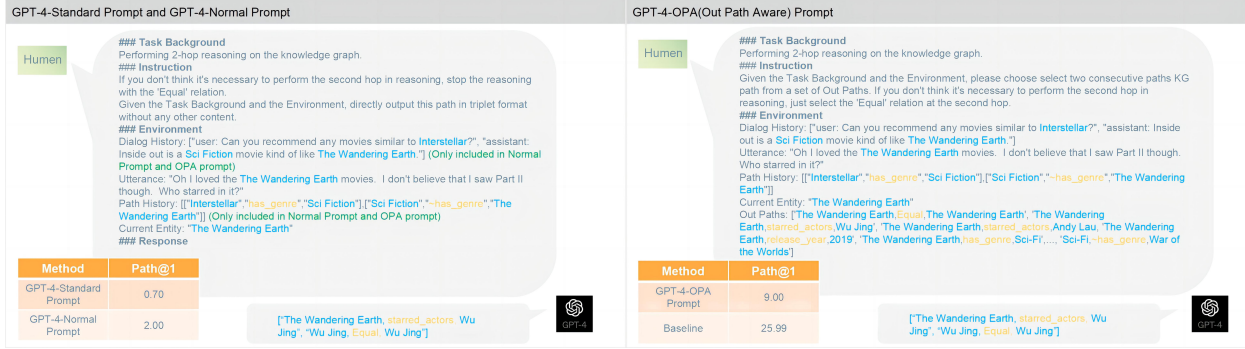 GPT-4-Standard Prompt and GPT-4-Normal Prompt
Humen
### Task Background
Performing 2-hop reasoning on the knowledge graph.
### Instruction
If you don't think it's necessary to perform the second hop in reasoning, stop the reasoning
with the 'Equal' relation.
Given the Task Background and the Environment, directly output this path in triplet format
without any other content.
### Environment
Dialog History: ["user: Can you recommend any movies similar to Interstellar?", "assistant:
Inside out is a Sci Fiction movie kind of like The Wandering Earth."] (Only included in Normal
Prompt and OPA prompt)
Utterance: "Oh I loved the The Wandering Earth movies. I don't believe that I saw Part II
though. Who starred in it?"
Path History: [["Interstellar","has_genre","Sci Fiction"],["Sci Fiction","~has_genre","The
Wandering Earth"]] (Only included in Normal Prompt and OPA prompt)
Current Entity: "The Wandering Earth"
### Response
Method Path@1
GPT-4-Standard
Prompt
0.70
GPT-4-Normal
Prompt
2.00
["The Wandering Earth, starred_actors, Wu
Jing", "Wu Jing, Equal, Wu Jing"]
GPT-4
GPT-4-OPA(Out Path Aware) Prompt
Humen
### Task Background
Performing 2-hop reasoning on the knowledge graph.
### Instruction
Given the Task Background and the Environment, please choose select two consecutive paths KG
path from a set of Out Paths. If you don't think it's necessary to perform the second hop in
reasoning, just select the 'Equal' relation at the second hop.
### Environment
Dialog History: ["user: Can you recommend any movies similar to Interstellar?", "assistant: Inside
out is a Sci Fiction movie kind of like The Wandering Earth."]
Utterance: "Oh I loved the The Wandering Earth movies. I don't believe that I saw Part II though.
Who starred in it?"
Path History: [["Interstellar","has_genre","Sci Fiction"],["Sci Fiction","~has_genre","The Wandering
Earth"]]
Current Entity: "The Wandering Earth"
Out Paths: ['The Wandering Earth,Equal,The Wandering Earth', 'The Wandering
Earth,starred_actors,Wu Jing', 'The Wandering Earth,starred_actors,Andy Lau, 'The Wandering
Earth,release_year,2019', 'The Wandering Earth,has_genre,Sci-Fi',..., 'Sci-Fi,~has_genre,War of
the Worlds']
Method Path@1
GPT-4-OPA
Prompt
9.00
Baseline 25.99
["The Wandering Earth, starred_actors, Wu
Jing", "Wu Jing, Equal, Wu Jing"]
GPT-4